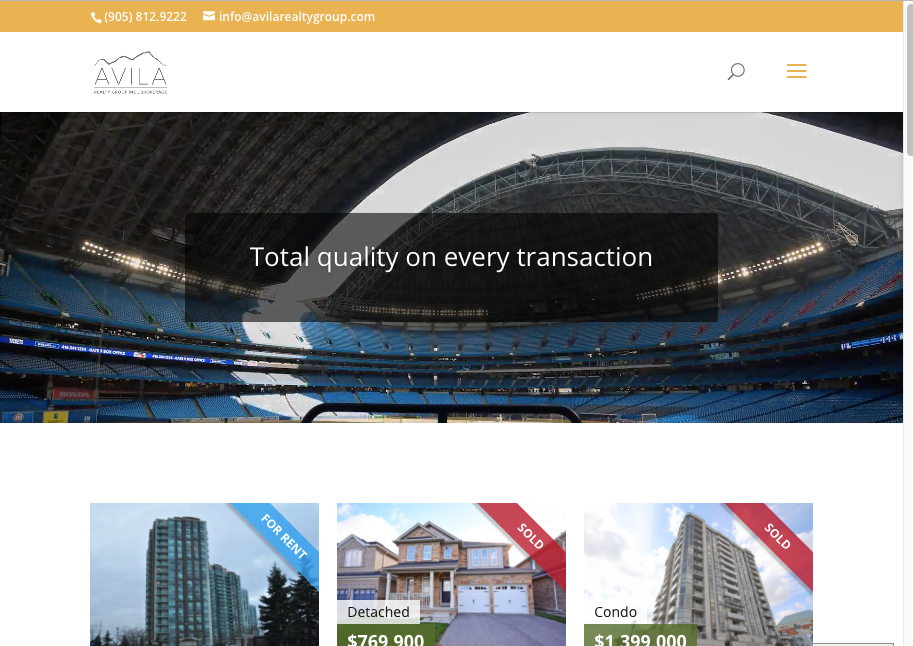 (905) 812.9222 info@avilarealtygroup.com
AVILA
REALTY GROUP INC., BROKERAGE
Total quality on every transaction
HONDA
FOR RENT
SOLD
SOLD
Detached
Condo
$769,900
$1,399,000